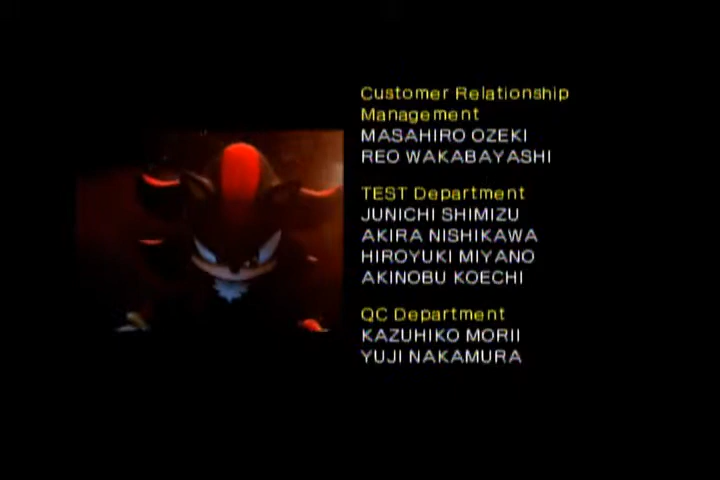 Customer Relationship
Management
MASAHIRO OZEKI
REO WAKABAYASHI
TEST Department
JUNICHI SHIMIZU
AKIRA NISHIKAWA
HIROYUKI MIYANO
AKINOBU KOECHI
QC Department
KAZUHIKO MORII
YUJI NAKAMURA